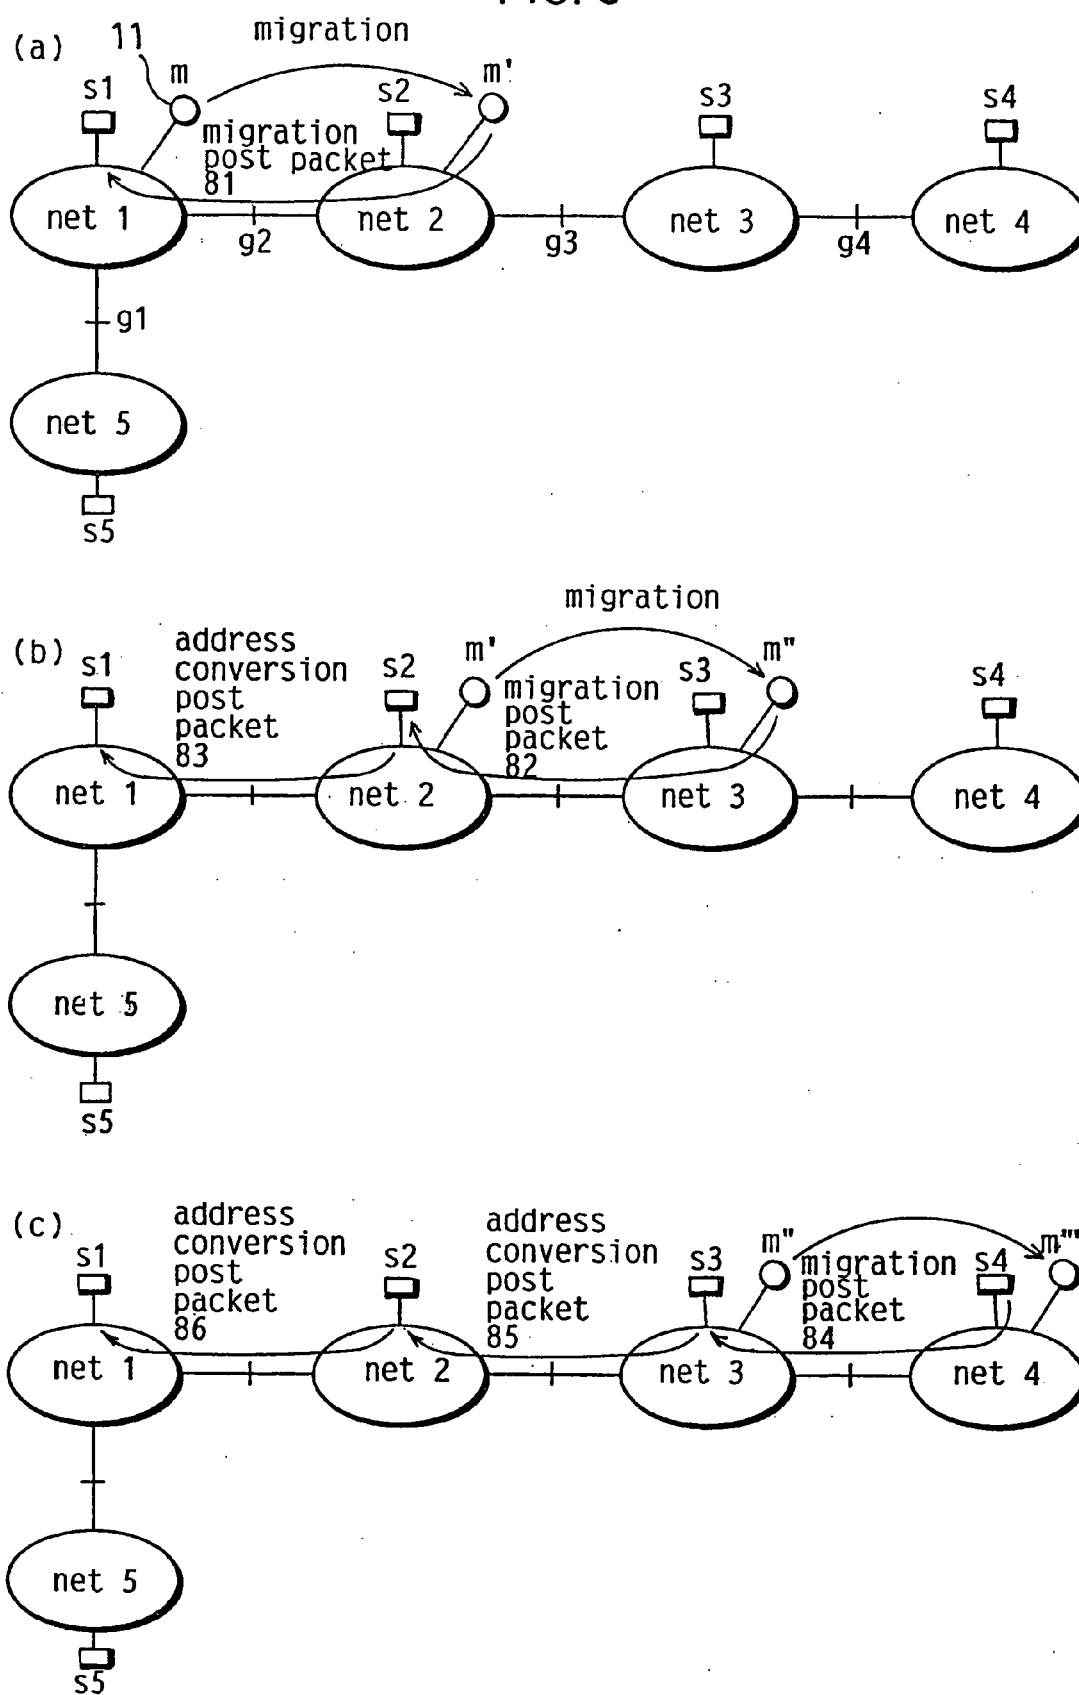 (a)
11
migration
m
m'
s1
s2
s3
s4
migration
post packet
81
net 1
net 2
net 3
net 4
g2
g3
g4
g1
net 5
s5
migration
(b)
s1
address
conversion
post
packet
83
s2
m'
migration
post
packet
82
s3
m"
s4
net 1
net 2
net 3
net 4
net 5
s5
(c)
s1
address
conversion
post
packet
86
s2
address
conversion
post
packet
85
s3
m"
migration
post
packet
84
s4
m"'
net 1
net 2
net 3
net 4
net 5
s5